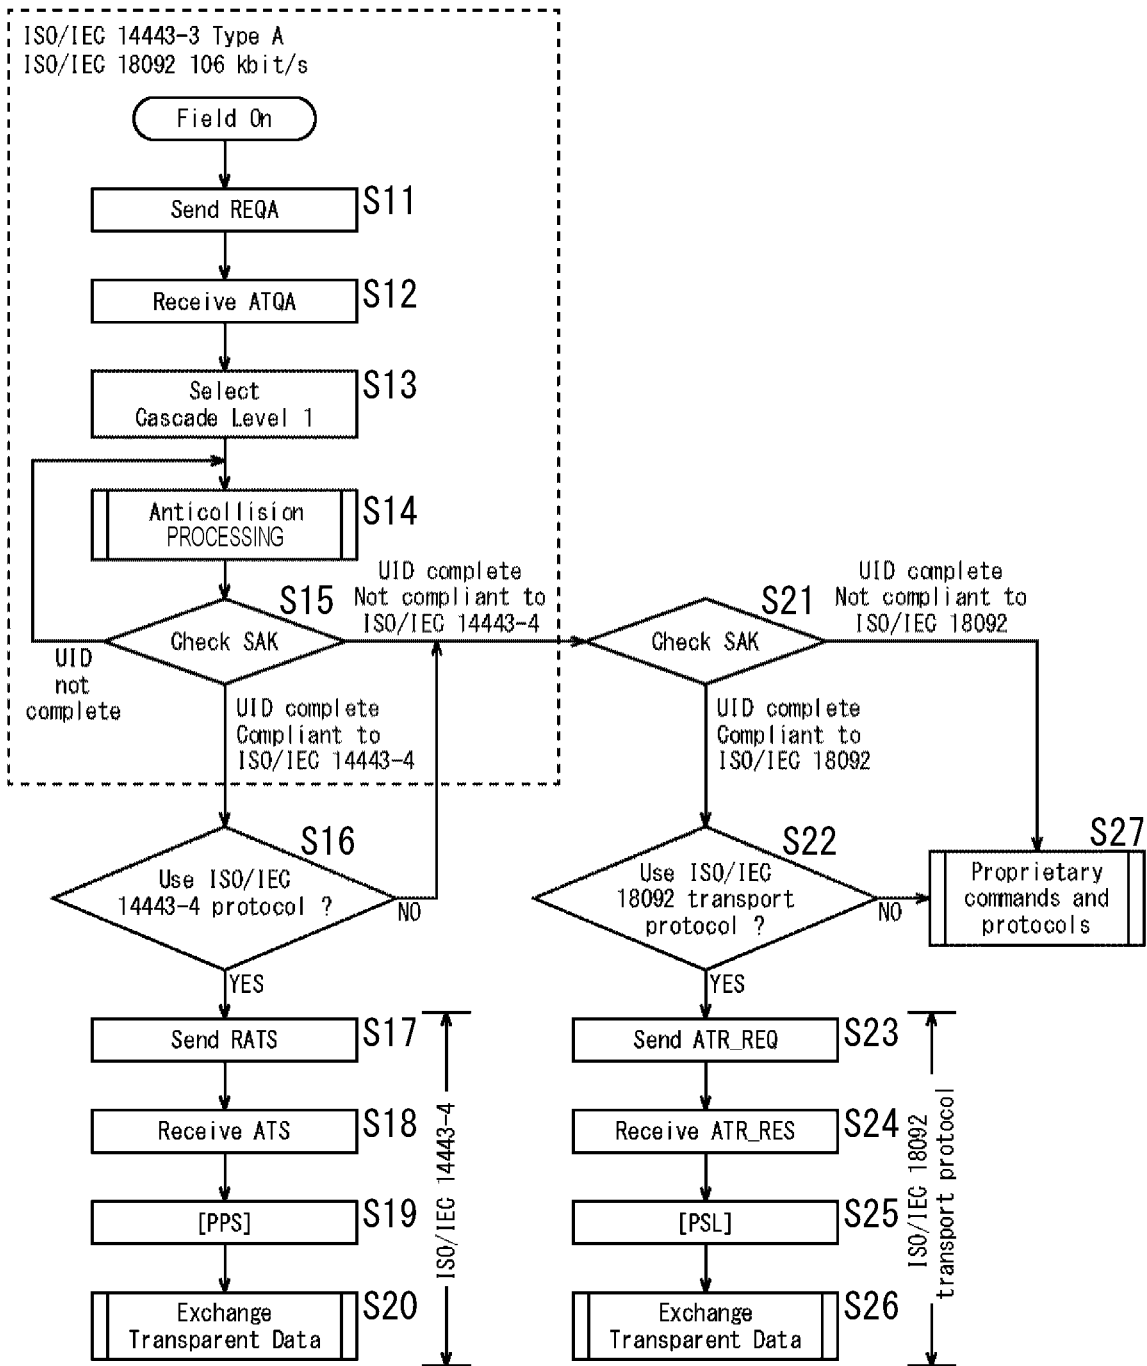 ISO/IEC 14443-3 Type A
ISO/IEC 18092 106 kbit/s
Field On
Send REQA
S11
Receive ATQA
S12
Select
Cascade Level 1
S13
Anticollision
PROCESSING
S14
Check SAK
S15
UID
not
complete
UID complete
Not compliant to
ISO/IEC 14443-4
UID complete
Compliant to
ISO/IEC 14443-4
Check SAK
S21
UID complete
Not compliant to
ISO/IEC 18092
UID complete
Compliant to
ISO/IEC 18092
Use ISO/IEC
14443-4 protocol ?
S16
NO
YES
Use ISO/IEC
18092 transport
protocol ?
S22
NO
YES
Proprietary
commands and
protocols
S27
Send RATS
S17
Receive ATS
S18
[PPS]
S19
Exchange
Transparent Data
S20
ISO/IEC 14443-4
Send ATR_REQ
S23
Receive ATR_RES
S24
[PSL]
S25
Exchange
Transparent Data
S26
ISO/IEC 18092
transport protocol